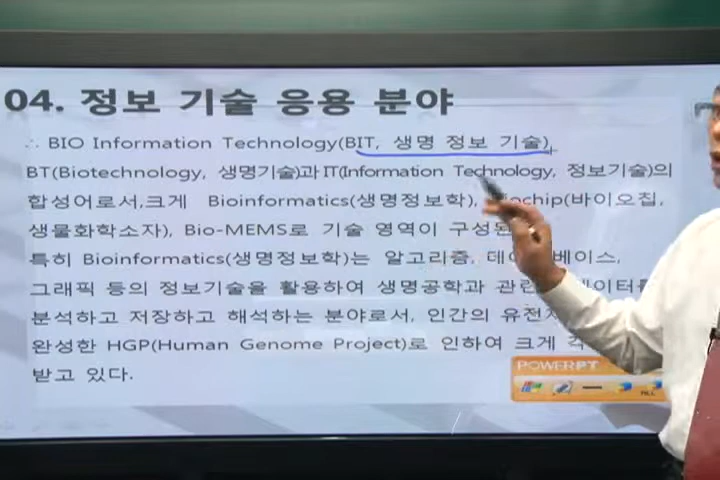 04. 정보 기술 응용 분야
∴ BIO Information Technology(BIT, 생명 정보 기술)
BT(Biotechnology, 생명기술)과 IT(Information Technology, 정보기술)의
합성어로서,크게 Bioinformatics(생명정보학), (바이오칩,
생물화학소자), Bio-MEMS로 기술 영역이
특히 Bioinformatics(생명정보학)는 알고리즘,
그래픽 등의 정보기술을 활용하여 생명공학과
분석하고 저장하고 해석하는 분야로서, 인간의
완성한 HGP(Human Genome Project)로 인하여 크게
받고 있다.
POWERPT